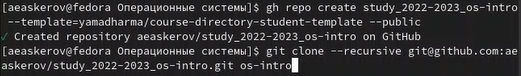 [aeaskerov@fedora Операционные системы]$ gh repo create study_2022-2023_os-intro
--template=yamadharma/course-directory-student-template --public
✓ Created repository aeaskerov/study_2022-2023_os-intro on GitHub
[aeaskerov@fedora Операционные системы]$ git clone --recursive git@github.com:ae
askerov/study_2022-2023_os-intro.git os-intro